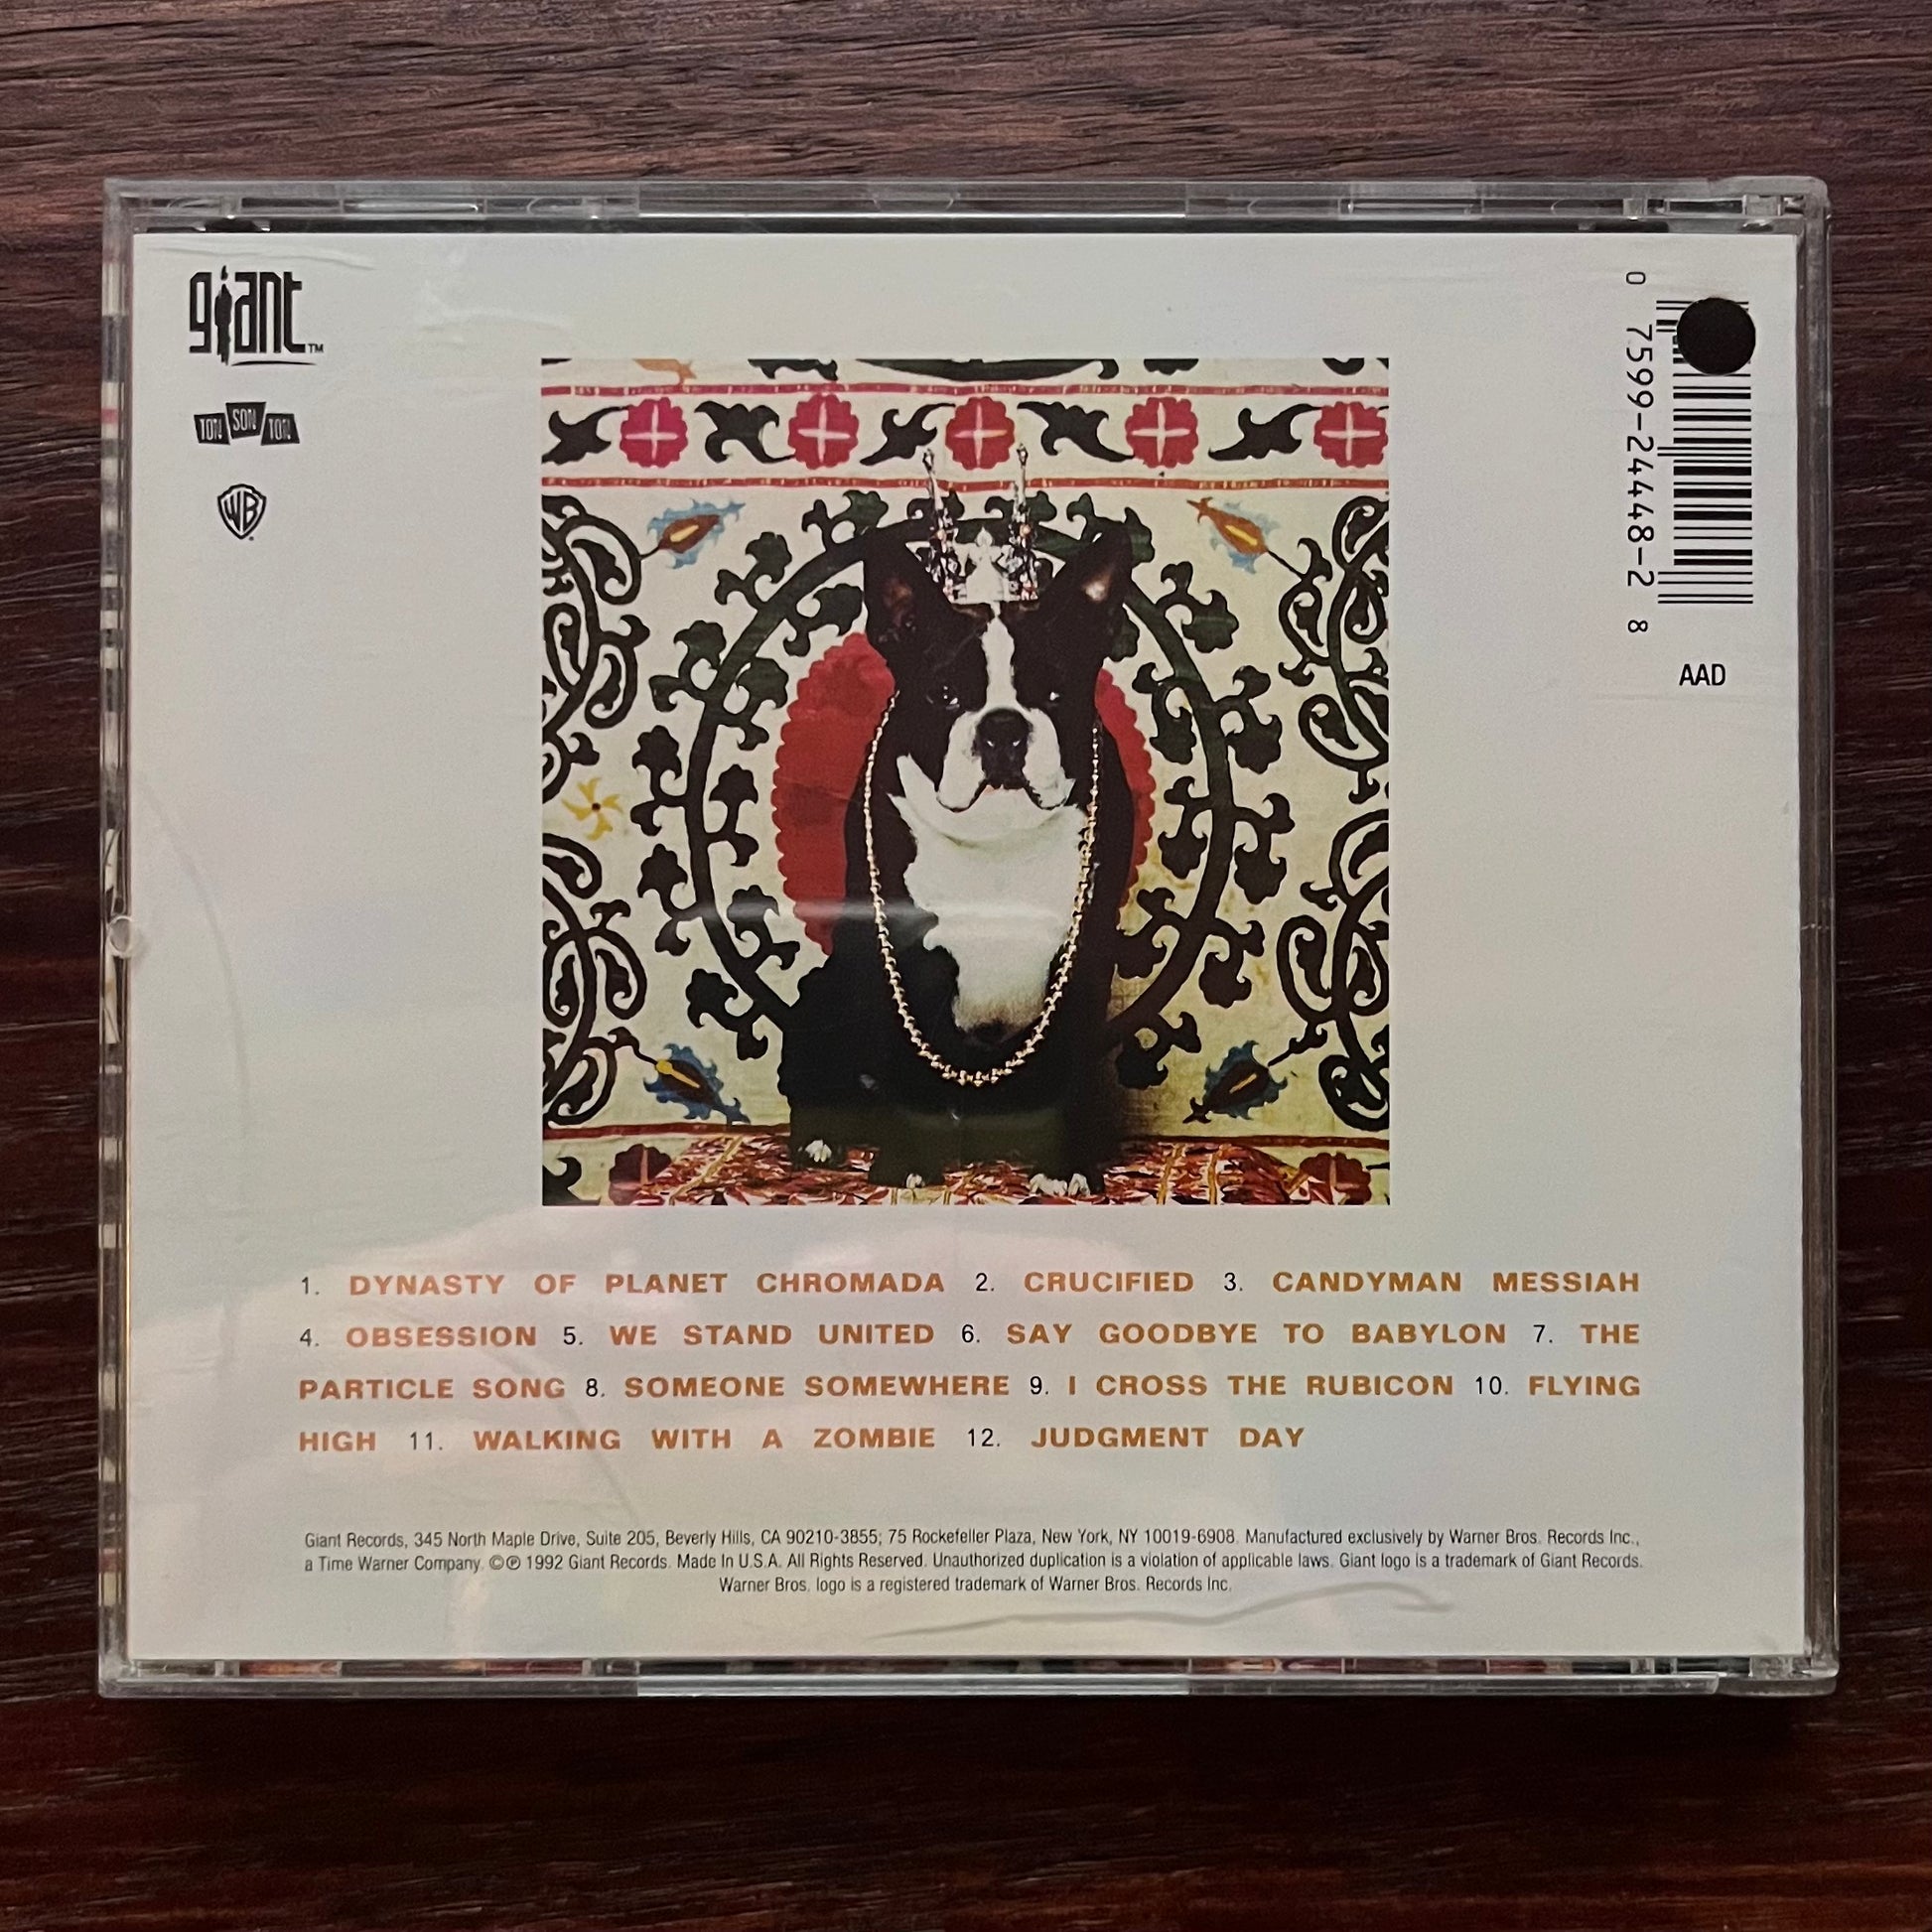 giant™
TON! SON TON!
WB
0 7599-24448-2 8
AAD
1. DYNASTY OF PLANET CHROMADA 2. CRUCIFIED 3. CANDYMAN MESSIAH
4. OBSESSION 5. WE STAND UNITED 6. SAY GOODBYE TO BABYLON 7. THE
PARTICLE SONG 8. SOMEONE SOMEWHERE 9. I CROSS THE RUBICON 10. FLYING
HIGH 11. WALKING WITH A ZOMBIE 12. JUDGMENT DAY
Giant Records, 345 North Maple Drive, Suite 205, Beverly Hills, CA 90210-3855; 75 Rockefeller Plaza, New York, NY 10019-6908. Manufactured exclusively by Warner Bros. Records Inc.,
a Time Warner Company. ©℗ 1992 Giant Records. Made In U.S.A. All Rights Reserved. Unauthorized duplication is a violation of applicable laws. Giant logo is a trademark of Giant Records.
Warner Bros. logo is a registered trademark of Warner Bros. Records Inc.